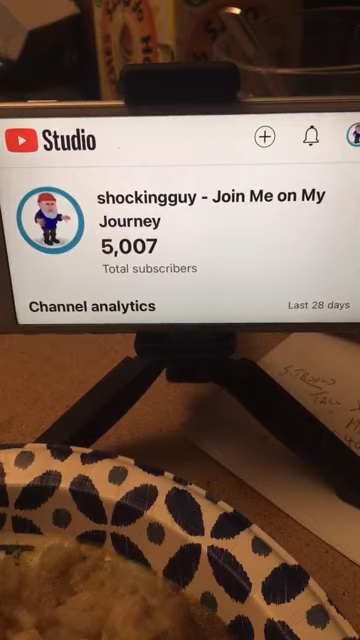 Studio
shockingguy - Join Me on My
Journey
5,007
Total subscribers
Channel analytics
Last 28 days